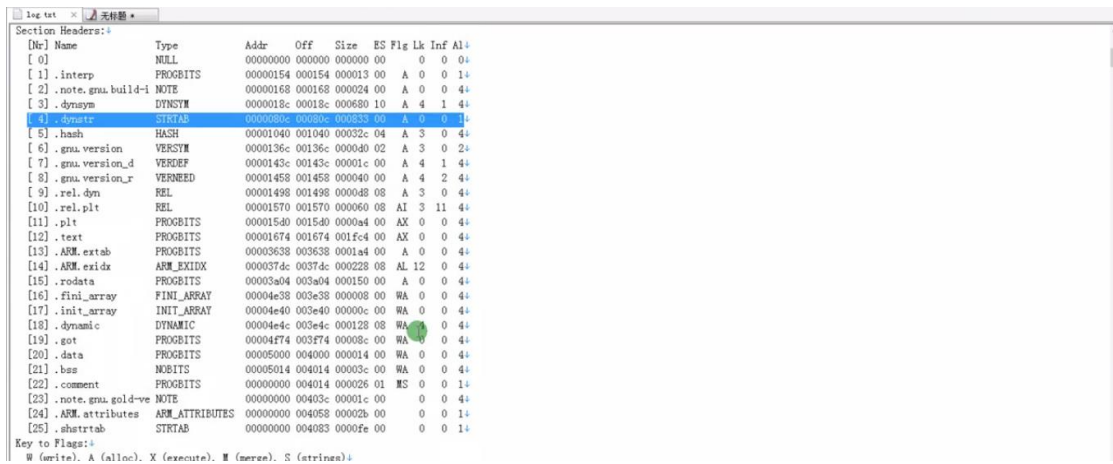 log.txt × 无标题 *
Section Headers:↓
[Nr] Name Type Addr Off Size ES Flg Lk Inf Al↓
[ 0] NULL 00000000 000000 000000 00 0 0 0↓
[ 1] .interp PROGBITS 00000154 000154 000013 00 A 0 0 1↓
[ 2] .note.gnu.build-i NOTE 00000168 000168 000024 00 A 0 0 4↓
[ 3] .dynsym DYNSYM 0000018c 00018c 000680 10 A 4 1 4↓
[ 4] .dynstr STRTAB 0000080c 00080c 000833 00 A 0 0 1↓
[ 5] .hash HASH 00001040 001040 00032c 04 A 3 0 4↓
[ 6] .gnu.version VERSYM 0000136c 00136c 0000d0 02 A 3 0 2↓
[ 7] .gnu.version_d VERDEF 0000143c 00143c 00001c 00 A 4 1 4↓
[ 8] .gnu.version_r VERNEED 00001458 001458 000040 00 A 4 2 4↓
[ 9] .rel.dyn REL 00001498 001498 0000d8 08 A 3 0 4↓
[10] .rel.plt REL 00001570 001570 000060 08 AI 3 11 4↓
[11] .plt PROGBITS 000015d0 0015d0 0000a4 00 AX 0 0 4↓
[12] .text PROGBITS 00001674 001674 001fc4 00 AX 0 0 4↓
[13] .ARM.extab PROGBITS 00003638 003638 0001a4 00 A 0 0 4↓
[14] .ARM.exidx ARM_EXIDX 000037dc 0037dc 000228 08 AL 12 0 4↓
[15] .rodata PROGBITS 00003a04 003a04 000150 00 A 0 0 4↓
[16] .fini_array FINI_ARRAY 00004e38 003e38 000008 00 WA 0 0 4↓
[17] .init_array INIT_ARRAY 00004e40 003e40 00000c 00 WA 0 0 4↓
[18] .dynamic DYNAMIC 00004e4c 003e4c 000128 08 WA 4 0 4↓
[19] .got PROGBITS 00004f74 003f74 00008c 00 WA 0 0 4↓
[20] .data PROGBITS 00005000 004000 000014 00 WA 0 0 4↓
[21] .bss NOBITS 00005014 004014 00003c 00 WA 0 0 4↓
[22] .comment PROGBITS 00000000 004014 000026 01 MS 0 0 1↓
[23] .note.gnu.gold-ve NOTE 00000000 00403c 00001c 00 0 0 4↓
[24] .ARM.attributes ARM_ATTRIBUTES 00000000 004058 00002b 00 0 0 1↓
[25] .shstrtab STRTAB 00000000 004083 0000fe 00 0 0 1↓
Key to Flags:↓
W (write), A (alloc), X (execute), M (merge), S (strings)↓